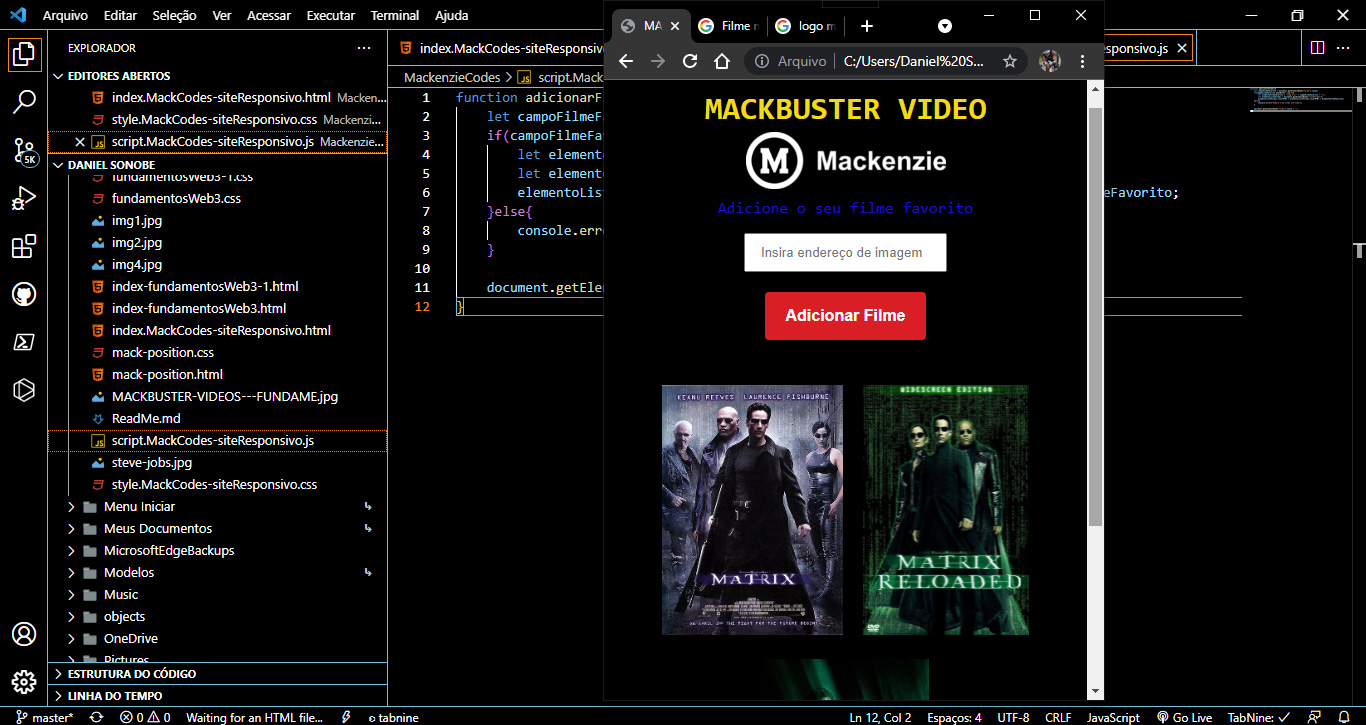 Arquivo Editar Seleção Ver Acessar Executar Terminal Ajuda
EXPLORADOR
EDITORES ABERTOS
index.MackCodes-siteResponsivo.html Macken...
style.MackCodes-siteResponsivo.css Mackenzi...
script.MackCodes-siteResponsivo.js Mackenzie...
DANIEL SONOBE
fundamentosWeb3-1.css
fundamentosWeb3.css
img1.jpg
img2.jpg
img4.jpg
index-fundamentosWeb3-1.html
index-fundamentosWeb3.html
index.MackCodes-siteResponsivo.html
mack-position.css
mack-position.html
MACKBUSTER-VIDEOS---FUNDAME.jpg
ReadMe.md
script.MackCodes-siteResponsivo.js
steve-jobs.jpg
style.MackCodes-siteResponsivo.css
Menu Iniciar
Meus Documentos
MicrosoftEdgeBackups
Modelos
Music
objects
OneDrive
Pictures
ESTRUTURA DO CÓDIGO
LINHA DO TEMPO
5K
index.MackCodes-siteResponsivo
sponsivo.js
MackenzieCodes > script.Mack
1 function adicionarF
2 let campoFilmeFa
3 if(campoFilmeFav
4 let elemento
5 let elemento
6 elementoList eFavorito;
7 }else{
8 console.erro
9 }
10
11 document.getElem
12 }
MA
Filme
logo m
Arquivo C:/Users/Daniel%20S...
MACKBUSTER VIDEO
M Mackenzie
Adicione o seu filme favorito
Insira endereço de imagem
Adicionar Filme
KEANU REEVES LAURENCE FISHBURNE
MATRIX
WIDESCREEN EDITION
MATRIX
RELOADED
DVD
master* 0 0 Waiting for an HTML file... tabnine
Ln 12, Col 2 Espaços: 4 UTF-8 CRLF JavaScript Go Live TabNine: